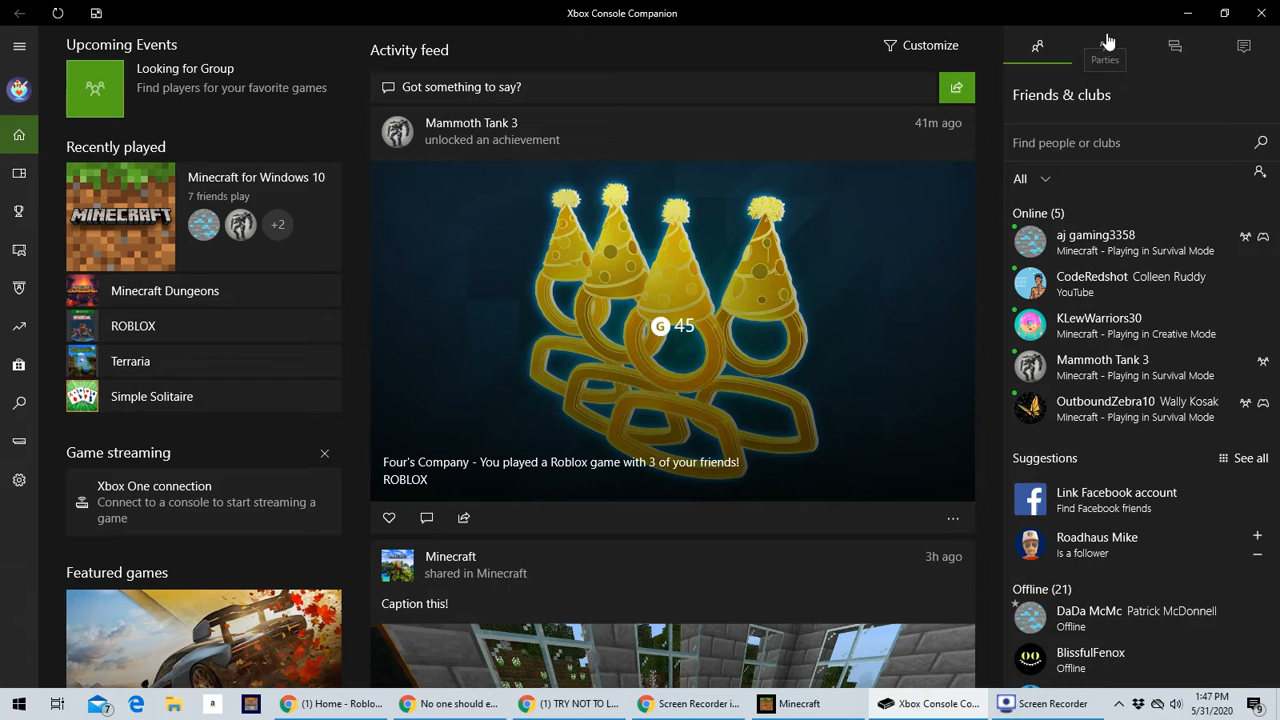 Xbox Console Companion
Upcoming Events
Looking for Group
Find players for your favorite games
Recently played
MINECRAFT
Minecraft for Windows 10
7 friends play
+2
Minecraft Dungeons
ROBLOX
Terraria
Simple Solitaire
Game streaming
Xbox One connection
Connect to a console to start streaming a
game
Featured games
Activity feed
Customize
Got something to say?
Mammoth Tank 3
41m ago
unlocked an achievement
G 45
Four's Company - You played a Roblox game with 3 of your friends!
ROBLOX
Minecraft
3h ago
shared in Minecraft
Caption this!
Parties
Friends & clubs
Find people or clubs
All
Online (5)
aj gaming3358
Minecraft - Playing in Survival Mode
CodeRedshot Colleen Ruddy
YouTube
KLewWarriors30
Minecraft - Playing in Creative Mode
Mammoth Tank 3
Minecraft - Playing in Survival Mode
OutboundZebra10 Wally Kosak
Minecraft - Playing in Survival Mode
Suggestions
See all
Link Facebook account
Find Facebook friends
Roadhaus Mike
Is a follower
Offline (21)
DaDa McMc Patrick McDonnell
Offline
BlissfulFenox
Offline
7
a
(1) Home - Roblo...
No one should e...
(1) TRY NOT TO L...
Screen Recorder i...
Minecraft
Xbox Console Co...
Screen Recorder
1:47 PM
5/31/2020
9